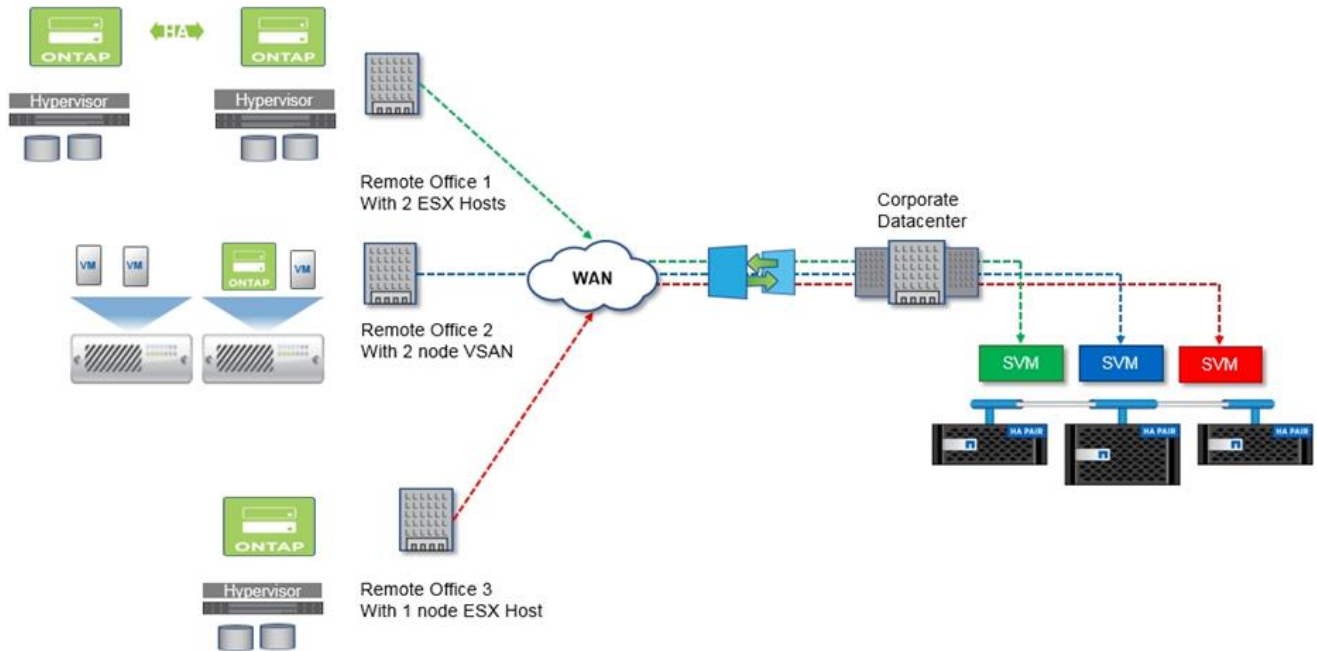 ONTAP
HA
ONTAP
Hypervisor
Hypervisor
Remote Office 1
With 2 ESX Hosts
VM
VM
ONTAP
VM
Remote Office 2
With 2 node VSAN
WAN
Corporate
Datacenter
SVM
SVM
SVM
HA PAIR
HA PAIR
HA PAIR
ONTAP
Hypervisor
Remote Office 3
With 1 node ESX Host